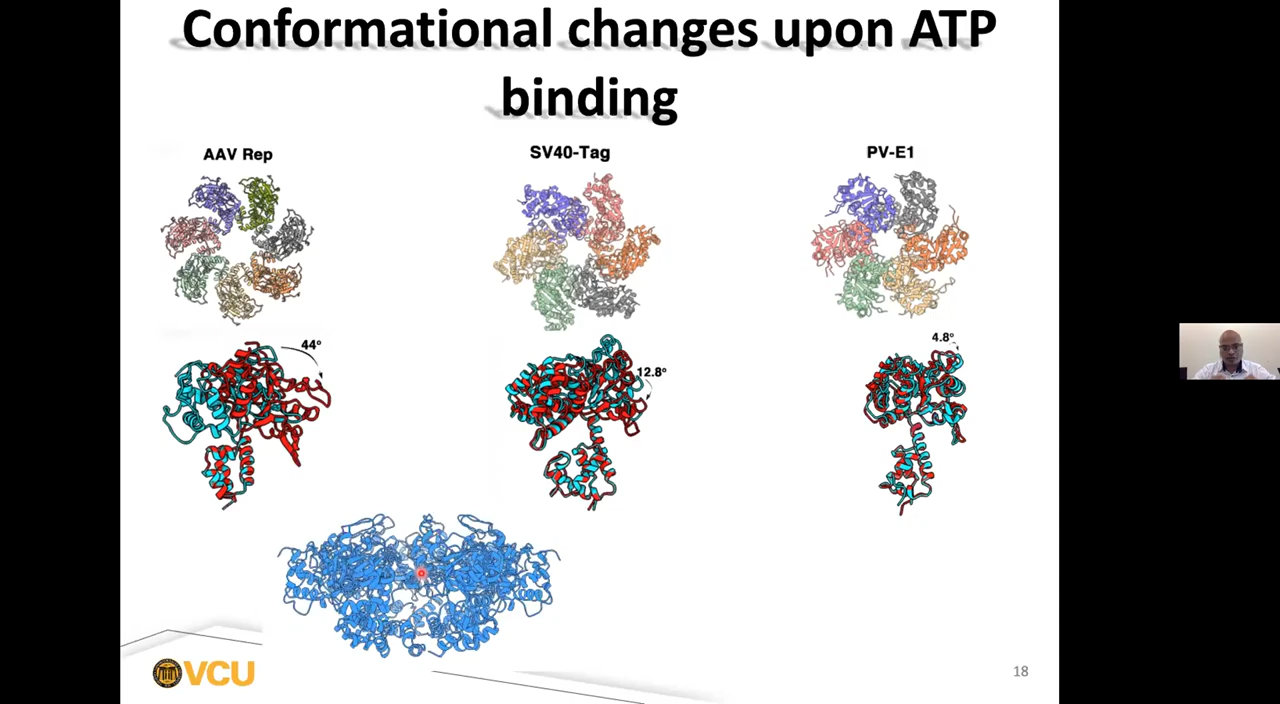 Conformational changes upon ATP
binding
AAV Rep
SV40-Tag
PV-E1
44°
12.8°
4.8°
VCU
18